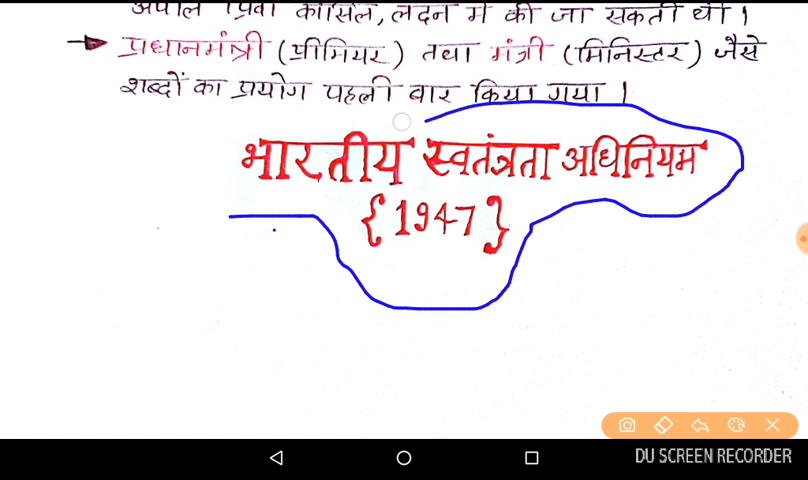 अपील प्रिवी कौंसिल, लंदन में की जा सकती थी ।
→ प्रधानमंत्री (प्रीमियर) तथा मंत्री (मिनिस्टर) जैसे
शब्दों का प्रयोग पहली बार किया गया ।
भारतीय स्वतंत्रता अधिनियम
{1947}
DU SCREEN RECORDER